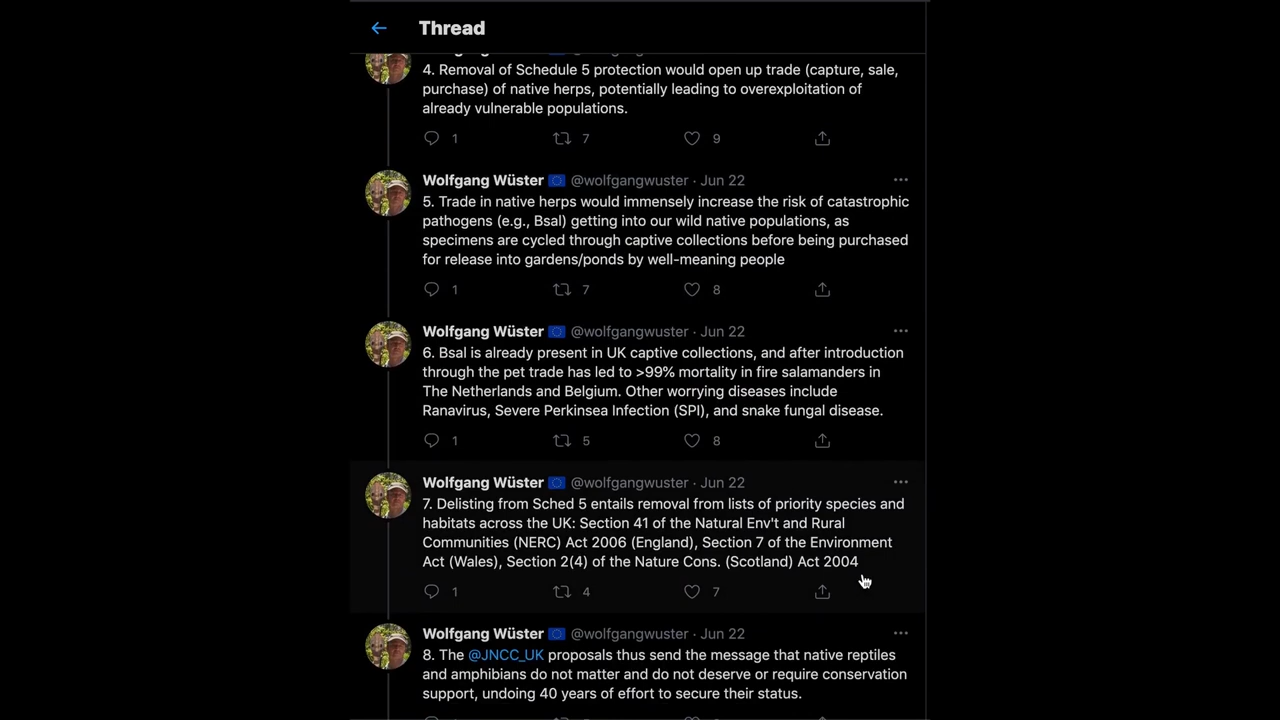 Thread
4. Removal of Schedule 5 protection would open up trade (capture, sale,
purchase) of native herps, potentially leading to overexploitation of
already vulnerable populations.
1 7 9
Wolfgang Wüster @wolfgangwuster · Jun 22
5. Trade in native herps would immensely increase the risk of catastrophic
pathogens (e.g., Bsal) getting into our wild native populations, as
specimens are cycled through captive collections before being purchased
for release into gardens/ponds by well-meaning people
1 7 8
Wolfgang Wüster @wolfgangwuster · Jun 22
6. Bsal is already present in UK captive collections, and after introduction
through the pet trade has led to >99% mortality in fire salamanders in
The Netherlands and Belgium. Other worrying diseases include
Ranavirus, Severe Perkinsea Infection (SPI), and snake fungal disease.
1 5 8
Wolfgang Wüster @wolfgangwuster · Jun 22
7. Delisting from Sched 5 entails removal from lists of priority species and
habitats across the UK: Section 41 of the Natural Env't and Rural
Communities (NERC) Act 2006 (England), Section 7 of the Environment
Act (Wales), Section 2(4) of the Nature Cons. (Scotland) Act 2004
1 4 7
Wolfgang Wüster @wolfgangwuster · Jun 22
8. The @JNCC_UK proposals thus send the message that native reptiles
and amphibians do not matter and do not deserve or require conservation
support, undoing 40 years of effort to secure their status.